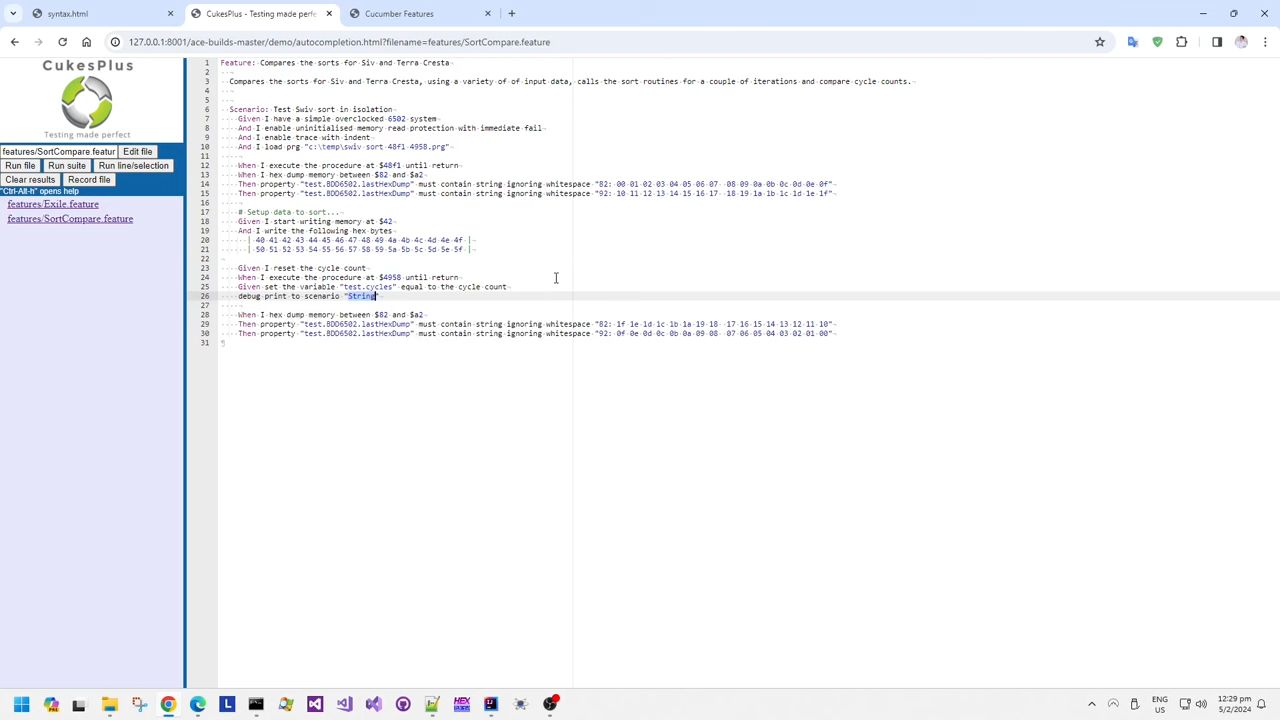 syntax.html
CukesPlus - Testing made perfe
Cucumber Features
127.0.0.1:8001/ace-builds-master/demo/autocompletion.html?filename=features/SortCompare.feature
CukesPlus
Testing made perfect
features/SortCompare.featur Edit file
Run file Run suite Run line/selection
Clear results Record file
"Ctrl-Alt-h" opens help
features/Exile.feature
features/SortCompare.feature
1 Feature: Compares the sorts for Siv and Terra Cresta
2
3 Compares the sorts for Siv and Terra Cresta, using a variety of of input data, calls the sort routines for a couple of iterations and compare cycle counts.
4
5
6 Scenario: Test Swiv sort in isolation
7 Given I have a simple overclocked 6502 system
8 And I enable uninitialised memory read protection with immediate fail
9 And I enable trace with indent
10 And I load prg "c:\temp\swiv sort 48f1 4958.prg"
11
12 When I execute the procedure at $48f1 until return
13 When I hex dump memory between $82 and $a2
14 Then property "test.BDD6502.lastHexDump" must contain string ignoring whitespace "82: 00 01 02 03 04 05 06 07  08 09 0a 0b 0c 0d 0e 0f"
15 Then property "test.BDD6502.lastHexDump" must contain string ignoring whitespace "92: 10 11 12 13 14 15 16 17  18 19 1a 1b 1c 1d 1e 1f"
16
17 # Setup data to sort...
18 Given I start writing memory at $42
19 And I write the following hex bytes
20 | 40 41 42 43 44 45 46 47 48 49 4a 4b 4c 4d 4e 4f |
21 | 50 51 52 53 54 55 56 57 58 59 5a 5b 5c 5d 5e 5f |
22
23 Given I reset the cycle count
24 When I execute the procedure at $4958 until return
25 Given set the variable "test.cycles" equal to the cycle count
26 debug print to scenario "String"
27
28 When I hex dump memory between $82 and $a2
29 Then property "test.BDD6502.lastHexDump" must contain string ignoring whitespace "82: 1f 1e 1d 1c 1b 1a 19 18  17 16 15 14 13 12 11 10"
30 Then property "test.BDD6502.lastHexDump" must contain string ignoring whitespace "92: 0f 0e 0d 0c 0b 0a 09 08  07 06 05 04 03 02 01 00"
31
ENG
US
12:29 pm
5/2/2024